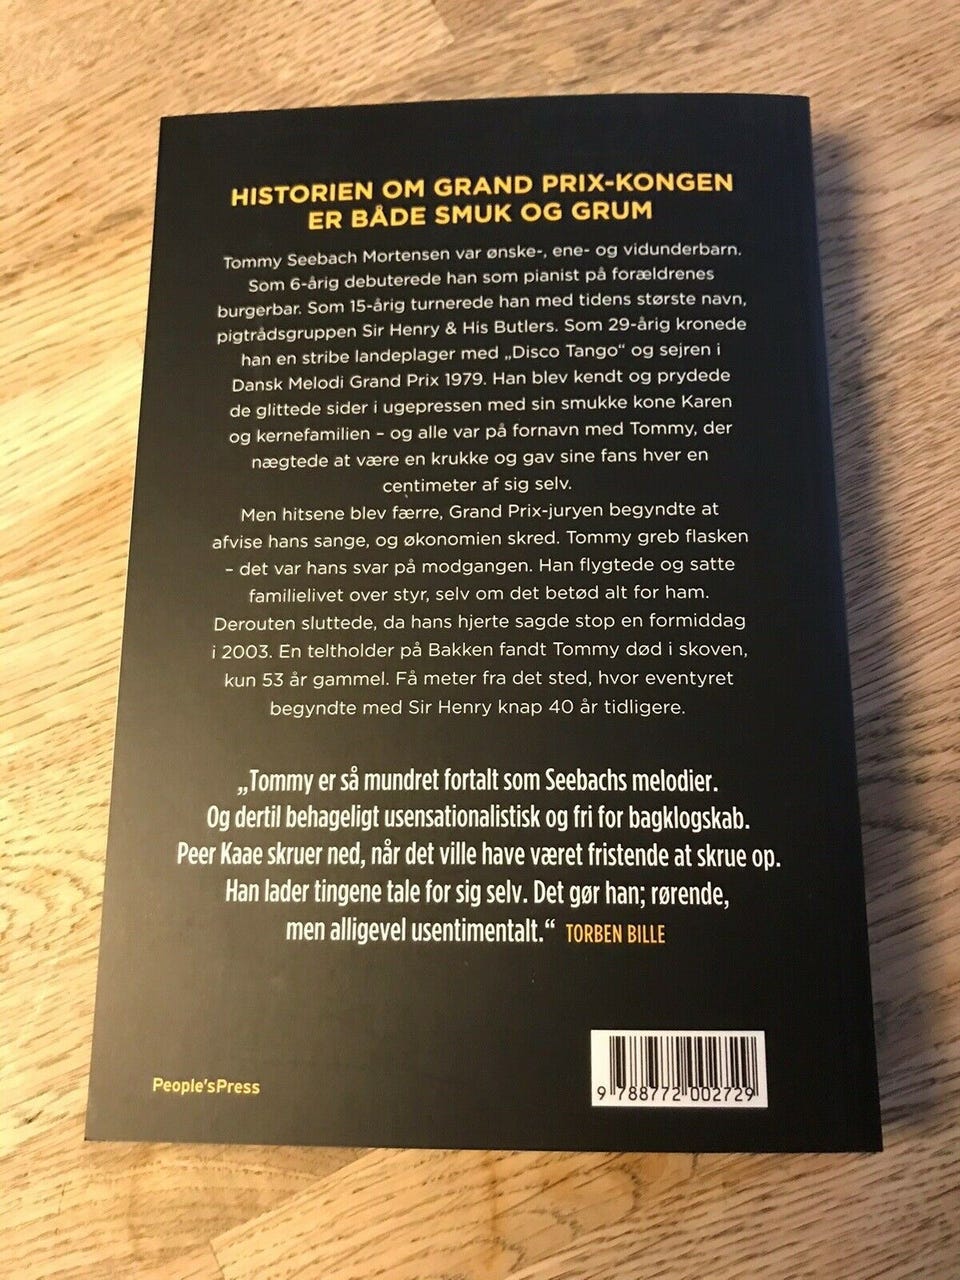 HISTORIEN OM GRAND PRIX-KONGEN
ER BÅDE SMUK OG GRUM
Tommy Seebach Mortensen var ønske-, ene- og vidunderbarn.
Som 6-årig debuterede han som pianist på forældrenes
burgerbar. Som 15-årig turnerede han med tidens største navn,
pigtrådsgruppen Sir Henry & His Butlers. Som 29-årig kronede
han en stribe landeplager med „Disco Tango“ og sejren i
Dansk Melodi Grand Prix 1979. Han blev kendt og prydede
de glittede sider i ugepressen med sin smukke kone Karen
og kernefamilien – og alle var på fornavn med Tommy, der
nægtede at være en krukke og gav sine fans hver en
centimeter af sig selv.
Men hitsene blev færre, Grand Prix-juryen begyndte at
afvise hans sange, og økonomien skred. Tommy greb flasken
– det var hans svar på modgangen. Han flygtede og satte
familielivet over styr, selv om det betød alt for ham.
Derouten sluttede, da hans hjerte sagde stop en formiddag
i 2003. En teltholder på Bakken fandt Tommy død i skoven,
kun 53 år gammel. Få meter fra det sted, hvor eventyret
begyndte med Sir Henry knap 40 år tidligere.
„Tommy er så mundret fortalt som Seebachs melodier.
Og dertil behageligt usensationalistisk og fri for bagklogskab.
Peer Kaae skruer ned, når det ville have været fristende at skrue op.
Han lader tingene tale for sig selv. Det gør han; rørende,
men alligevel usentimentalt.“ TORBEN BILLE
People'sPress
9 788772 002729